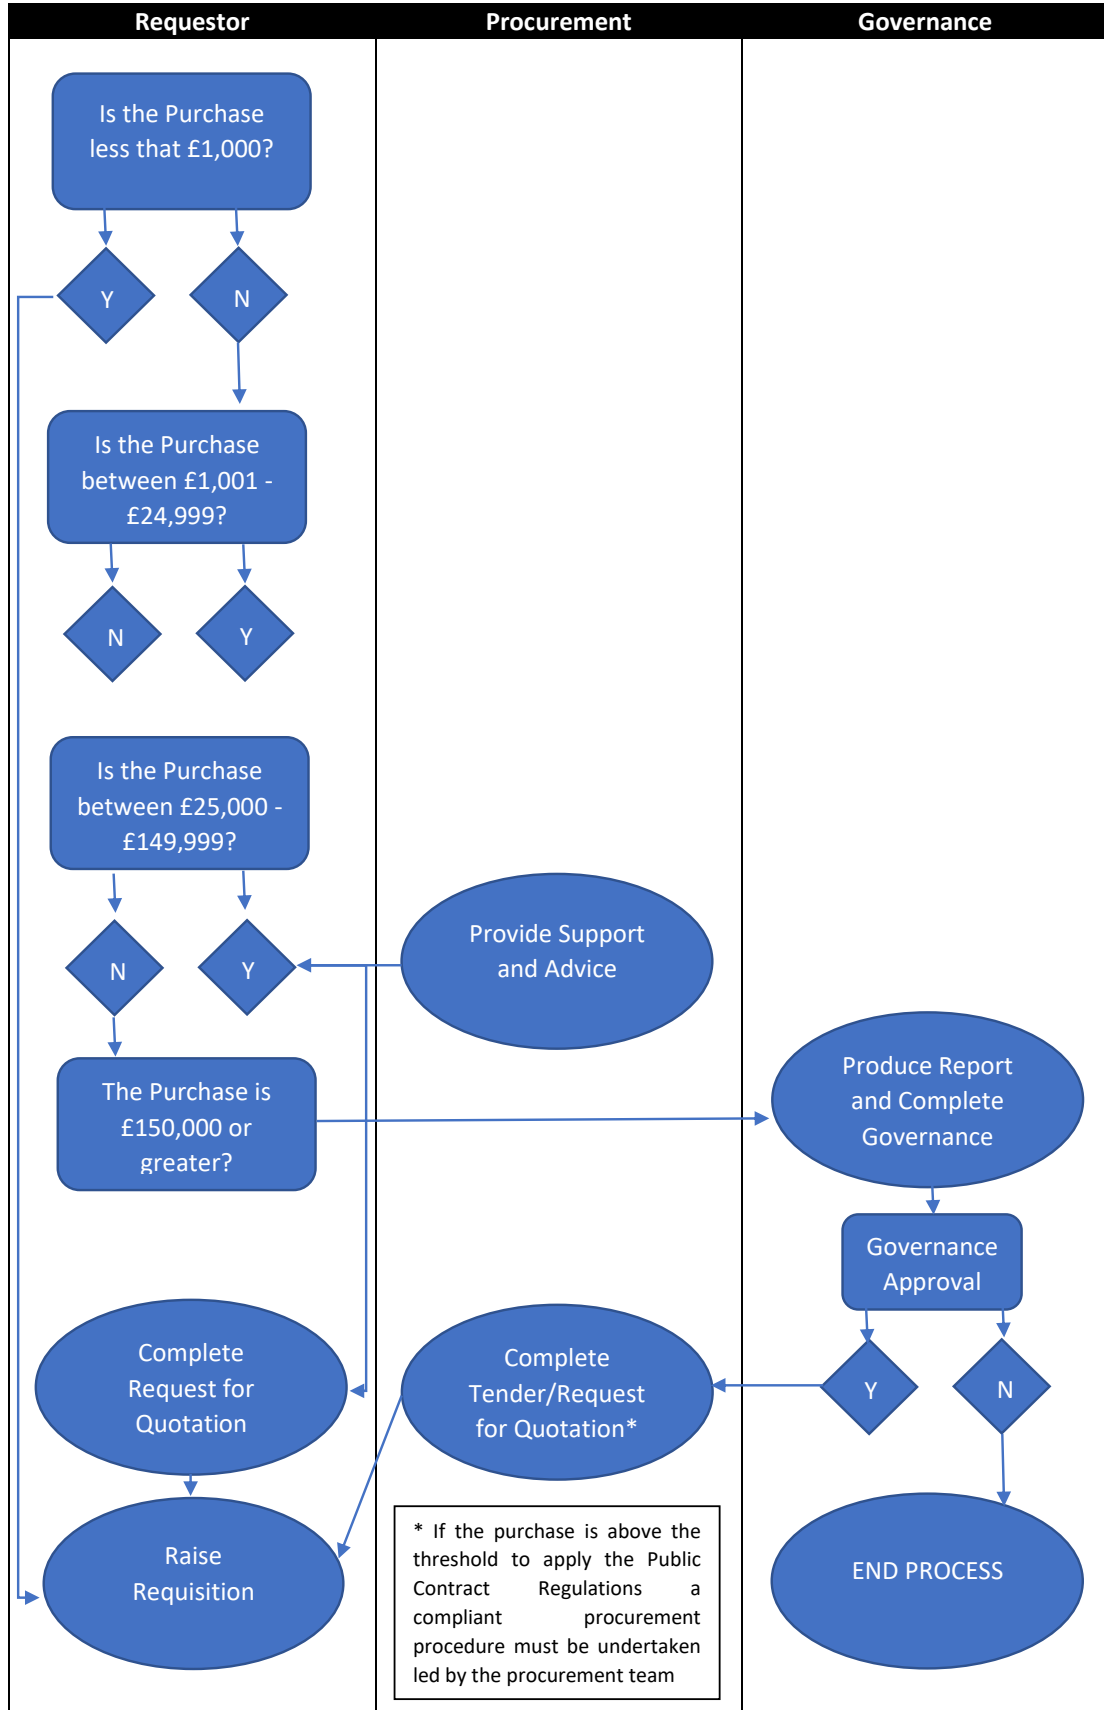 Requestor
Procurement
Governance
Is the Purchase
less that £1,000?
Y
N
Is the Purchase
between £1,001 -
£24,999?
N
Y
Is the Purchase
between £25,000 -
£149,999?
N
Y
Provide Support
and Advice
The Purchase is
£150,000 or
greater?
Produce Report
and Complete
Governance
Governance
Approval
Y
N
Complete
Request for
Quotation
Complete
Tender/Request
for Quotation*
Raise
Requisition
* If the purchase is above the
threshold to apply the Public
Contract Regulations a
compliant procurement
procedure must be undertaken
led by the procurement team
END PROCESS